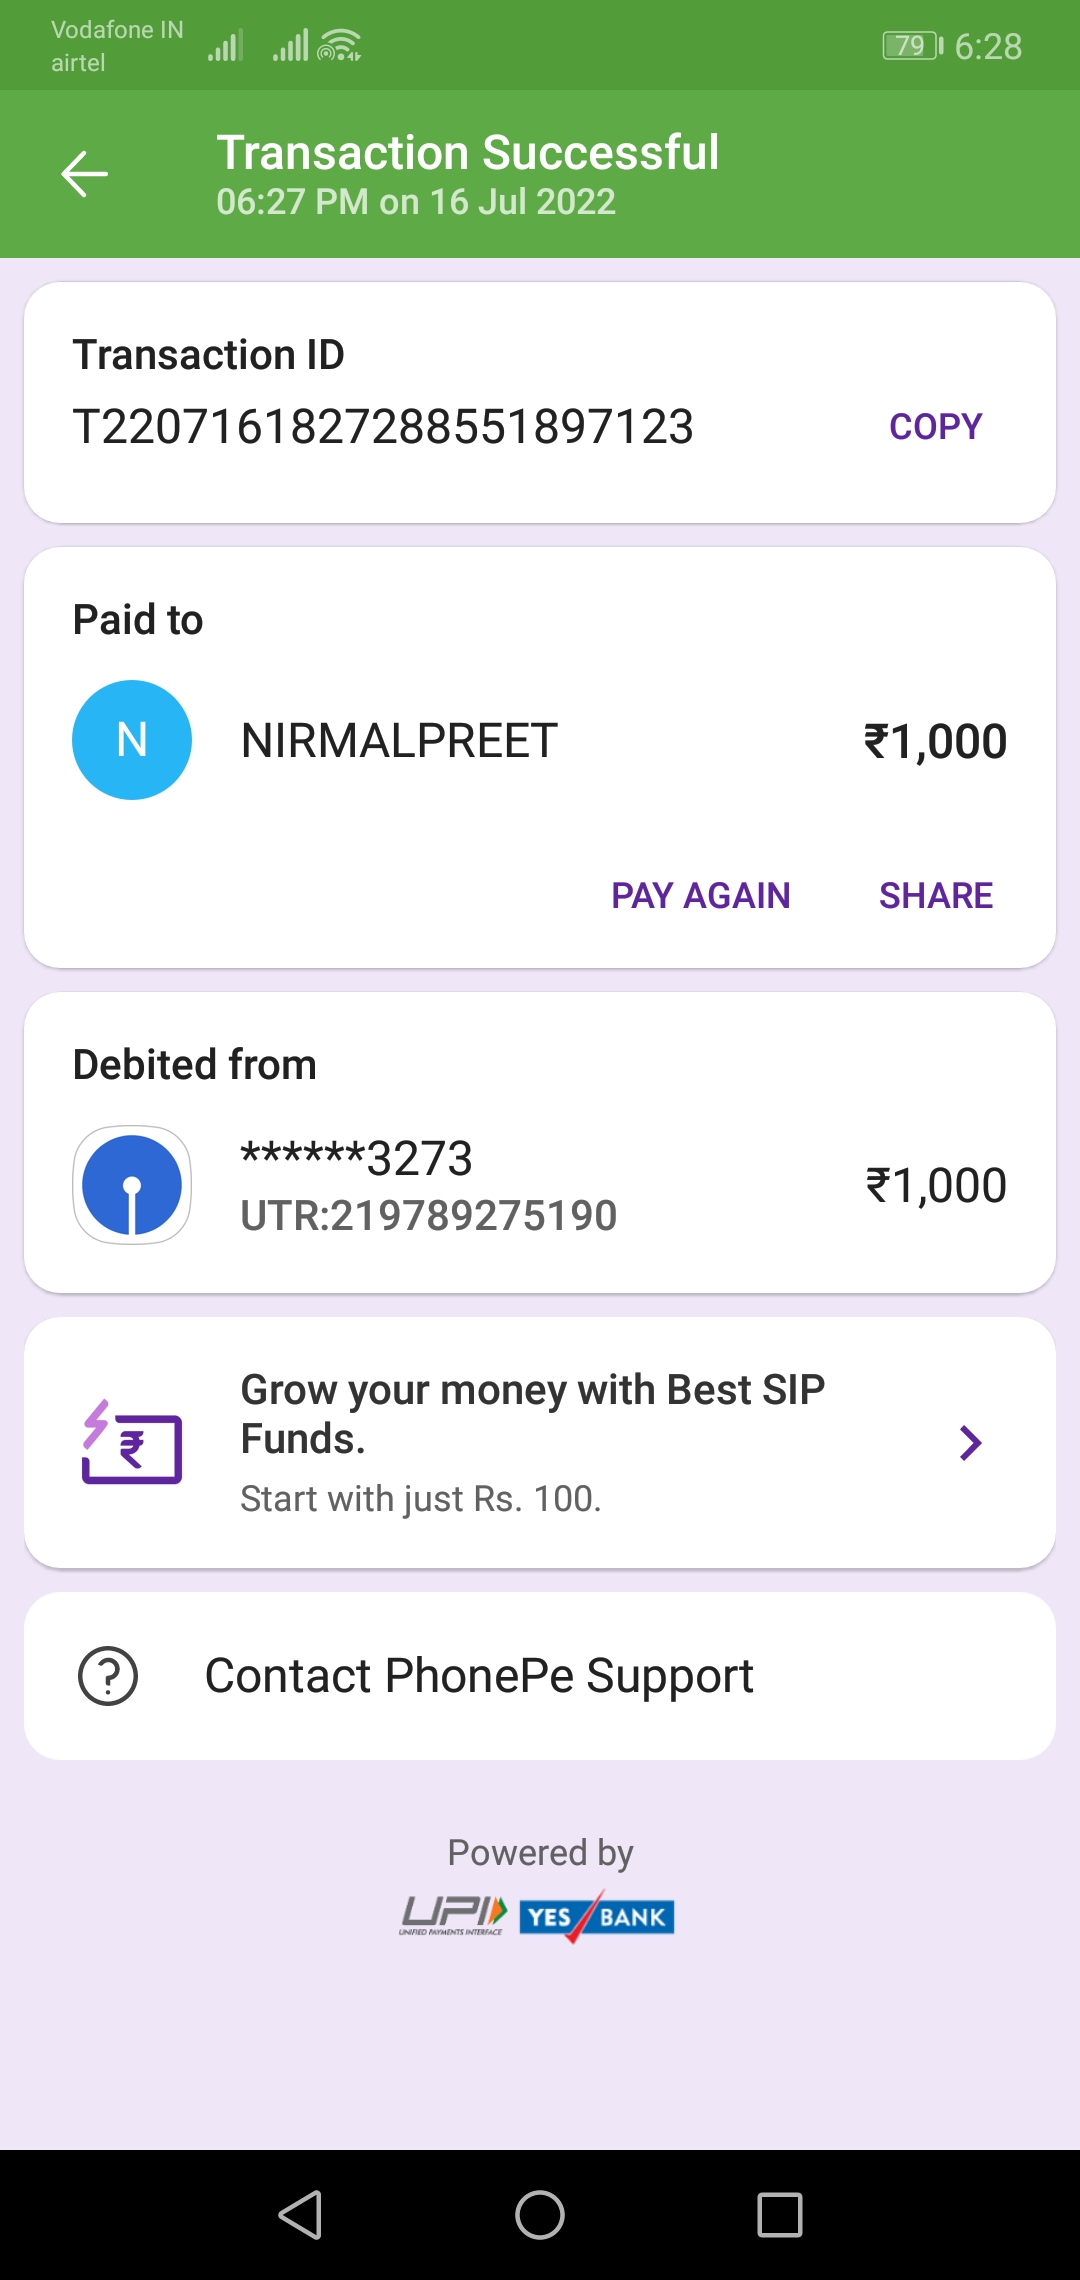 Vodafone IN
airtel
79 6:28
Transaction Successful
06:27 PM on 16 Jul 2022
Transaction ID
T2207161827288551897123 COPY
Paid to
N NIRMALPREET ₹1,000
PAY AGAIN SHARE
Debited from
******3273
UTR:219789275190
₹1,000
Grow your money with Best SIP
Funds.
Start with just Rs. 100.
Contact PhonePe Support
Powered by
UPI YES BANK
UNIFIED PAYMENTS INTERFACE